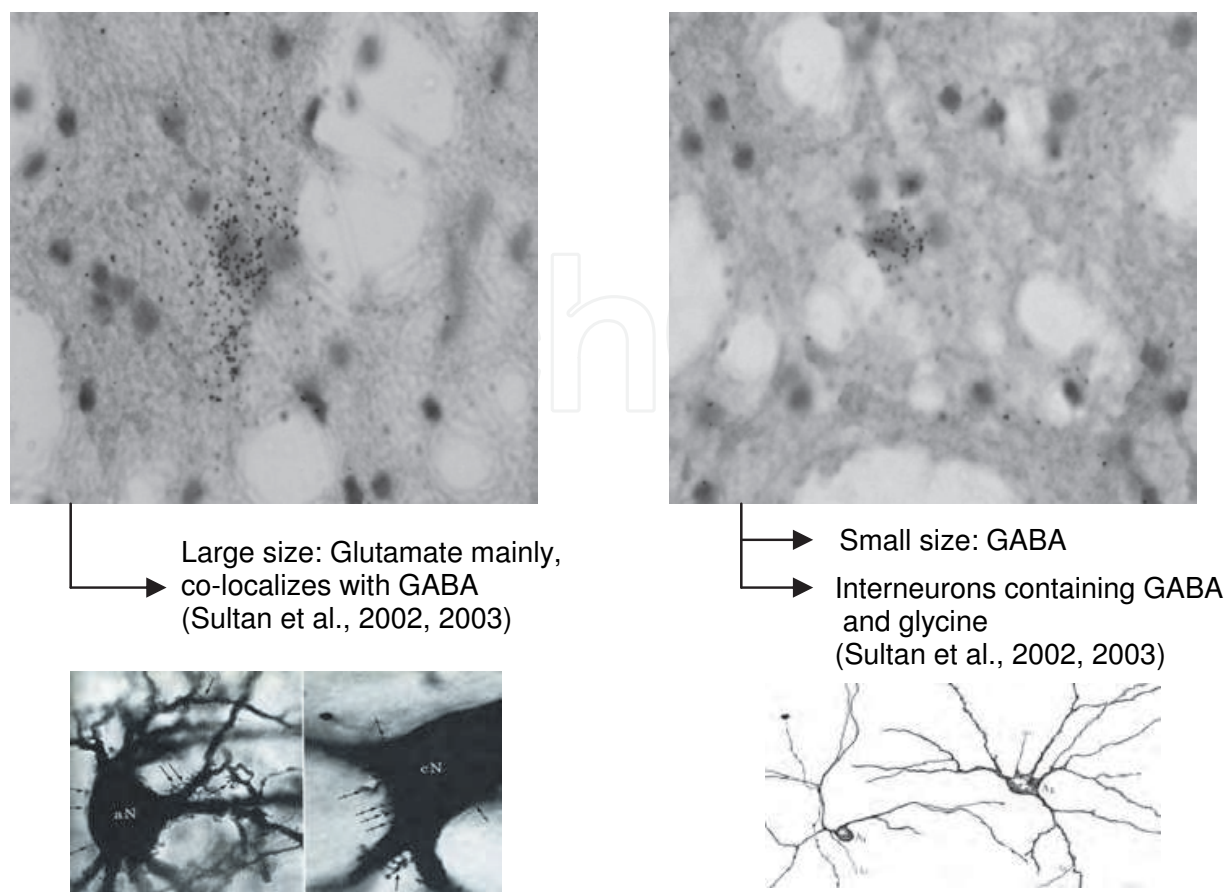 Large size: Glutamate mainly,
co-localizes with GABA
(Sultan et al., 2002, 2003)
Small size: GABA
Interneurons containing GABA
and glycine
(Sultan et al., 2002, 2003)
aN
cN